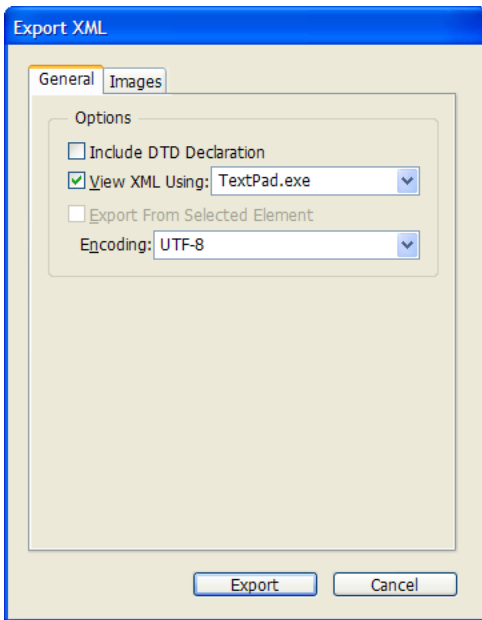 Export XML
General Images
Options
Include DTD Declaration
View XML Using: TextPad.exe
Export From Selected Element
Encoding: UTF-8
Export Cancel